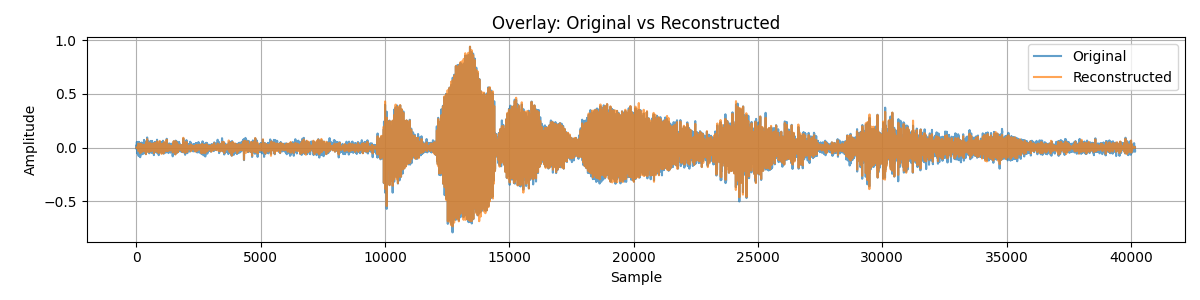 Overlay: Original vs Reconstructed
1.0
0.5
0.0
−0.5
Amplitude
Original
Reconstructed
0 5000 10000 15000 20000 25000 30000 35000 40000
Sample